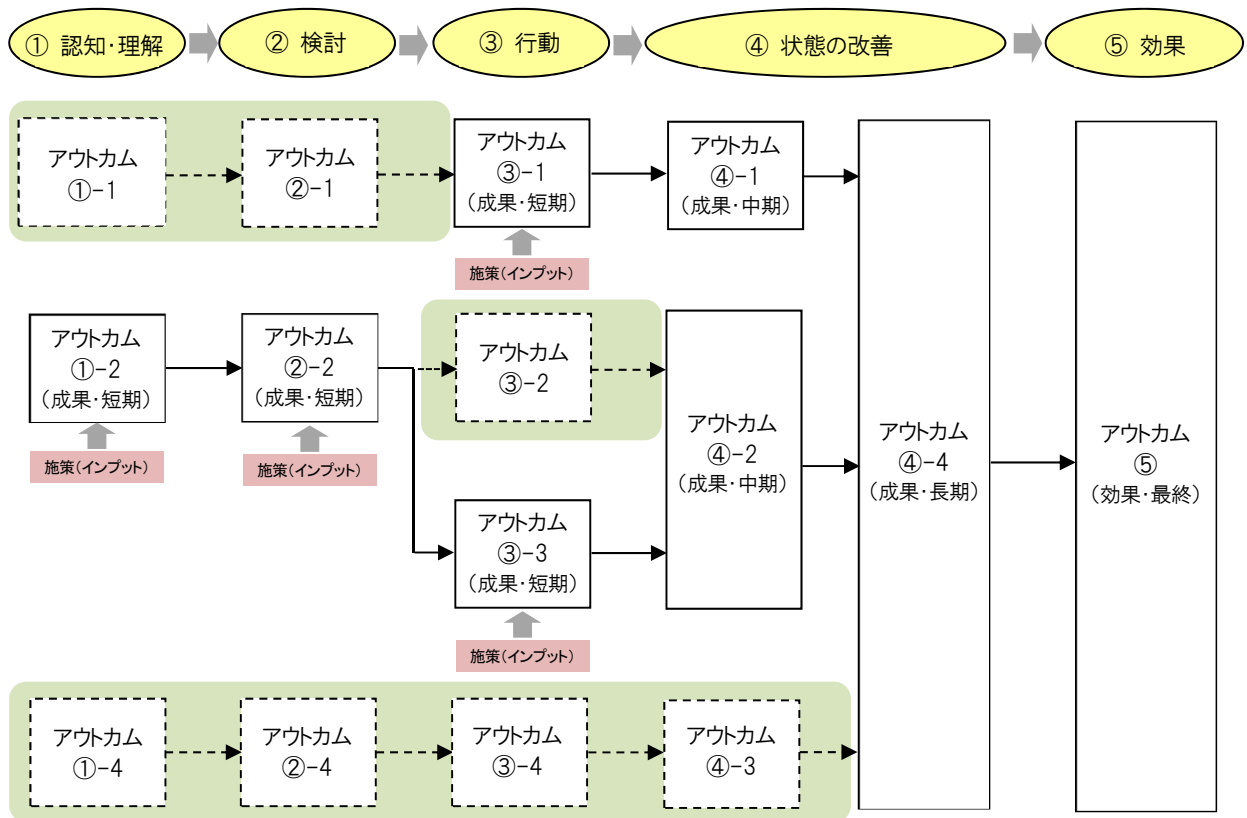 ① 認知・理解
② 検討
③ 行動
④ 状態の改善
⑤ 効果
アウトカム
①-1
アウトカム
②-1
アウトカム
③-1
（成果・短期）
アウトカム
④-1
（成果・中期）
施策(インプット)
アウトカム
①-2
（成果・短期）
施策(インプット)
アウトカム
②-2
（成果・短期）
施策(インプット)
アウトカム
③-2
アウトカム
③-3
（成果・短期）
施策(インプット)
アウトカム
④-2
（成果・中期）
アウトカム
④-4
（成果・長期）
アウトカム
⑤
（効果・最終）
アウトカム
①-4
アウトカム
②-4
アウトカム
③-4
アウトカム
④-3